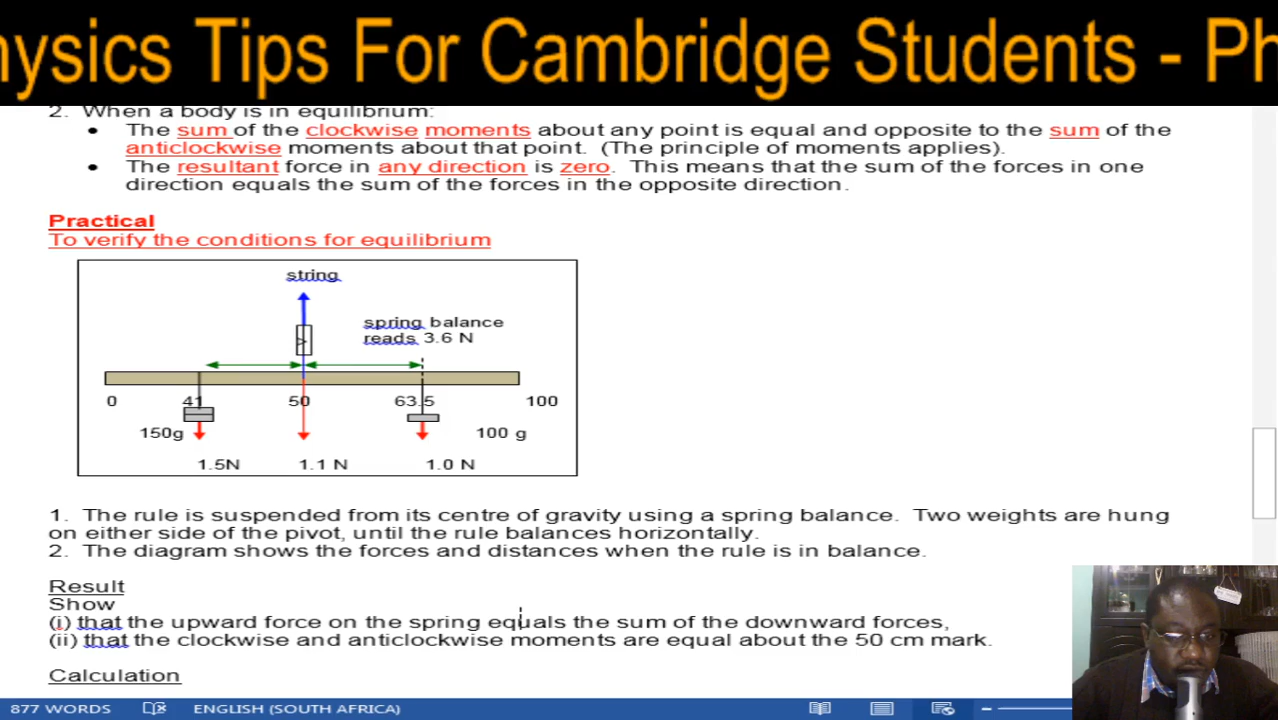 hysics Tips For Cambridge Students - Ph
2. When a body is in equilibrium:
• The sum of the clockwise moments about any point is equal and opposite to the sum of the
anticlockwise moments about that point. (The principle of moments applies).
• The resultant force in any direction is zero. This means that the sum of the forces in one
direction equals the sum of the forces in the opposite direction.
Practical
To verify the conditions for equilibrium
string
spring balance
reads 3.6 N
0 41 50 63.5 100
150g 100 g
1.5N 1.1 N 1.0 N
1. The rule is suspended from its centre of gravity using a spring balance. Two weights are hung
on either side of the pivot, until the rule balances horizontally.
2. The diagram shows the forces and distances when the rule is in balance.
Result
Show
(i) that the upward force on the spring equals the sum of the downward forces,
(ii) that the clockwise and anticlockwise moments are equal about the 50 cm mark.
Calculation
877 WORDS ENGLISH (SOUTH AFRICA)